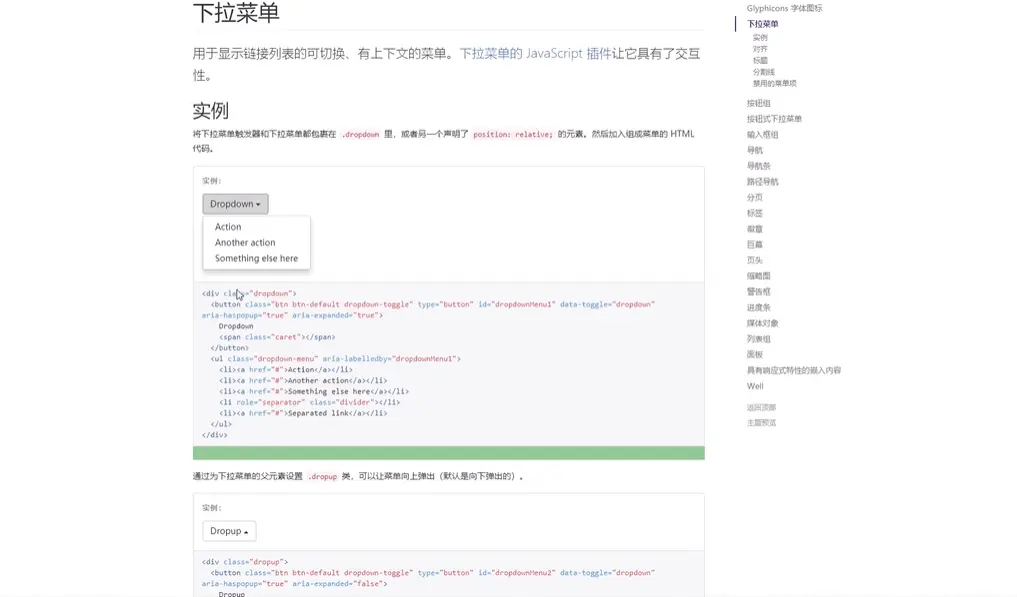 下拉菜单
用于显示链接列表的可切换、有上下文的菜单。下拉菜单的 JavaScript 插件让它具有了交互
性。
实例
将下拉菜单触发器和下拉菜单都包裹在 .dropdown 里，或者另一个声明了 position: relative; 的元素。然后加入组成菜单的 HTML
代码。
实例：
Dropdown
Action
Another action
Something else here
<div class="dropdown">
<button class="btn btn-default dropdown-toggle" type="button" id="dropdownMenu1" data-toggle="dropdown"
aria-haspopup="true" aria-expanded="true">
Dropdown
<span class="caret"></span>
</button>
<ul class="dropdown-menu" aria-labelledby="dropdownMenu1">
<li><a href="#">Action</a></li>
<li><a href="#">Another action</a></li>
<li><a href="#">Something else here</a></li>
<li role="separator" class="divider"></li>
<li><a href="#">Separated link</a></li>
</ul>
</div>
通过为下拉菜单的父元素设置 .dropup 类，可以让菜单向上弹出（默认是向下弹出的）。
实例：
Dropup
<div class="dropup">
<button class="btn btn-default dropdown-toggle" type="button" id="dropdownMenu2" data-toggle="dropdown"
aria-haspopup="true" aria-expanded="false">
Dropup
Glyphicons 字体图标
下拉菜单
实例
对齐
标题
分割线
禁用的菜单项
按钮组
按钮式下拉菜单
输入框组
导航
导航条
路径导航
分页
标签
徽章
巨幕
页头
缩略图
警告框
进度条
媒体对象
列表组
面板
具有响应式特性的嵌入内容
Well
返回顶部
主题预览